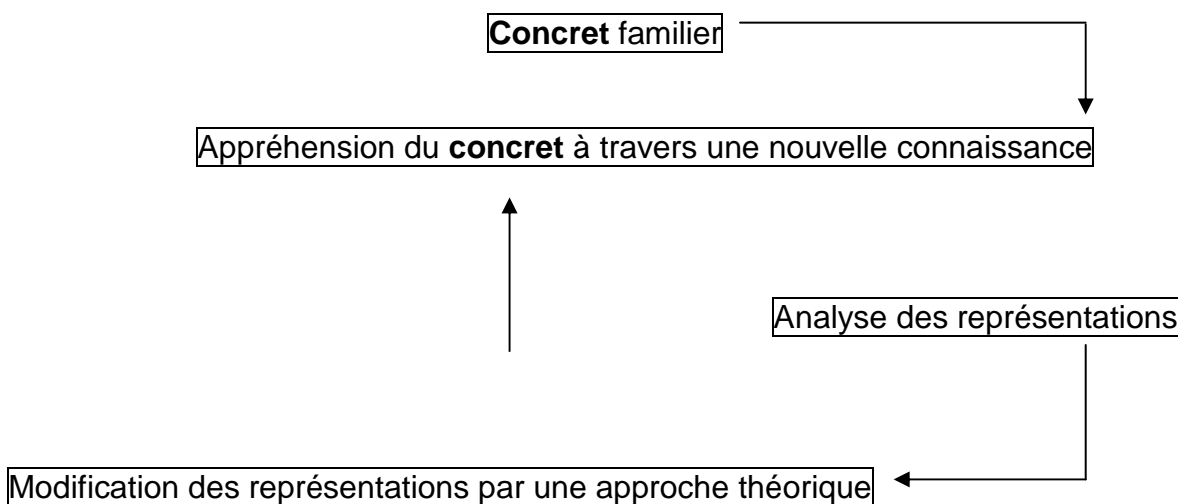 Concret familier
Appréhension du concret à travers une nouvelle connaissance
Analyse des représentations
Modification des représentations par une approche théorique